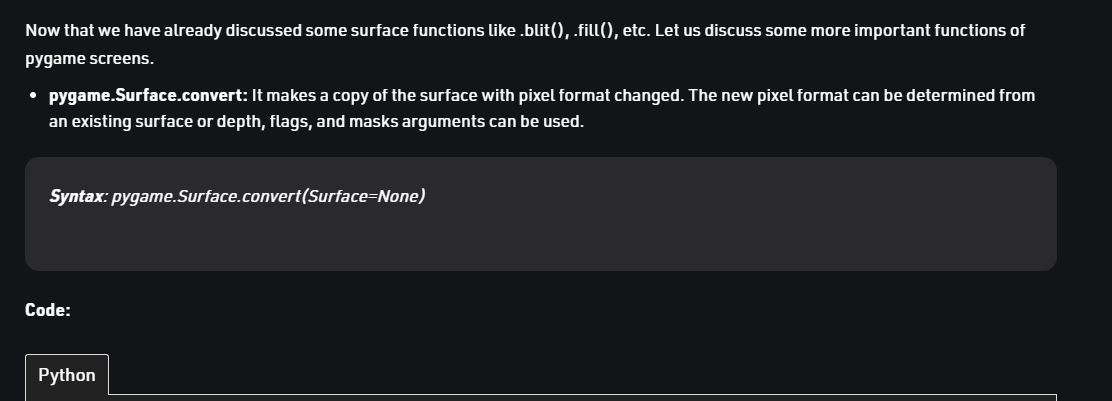 Now that we have already discussed some surface functions like .blit(), .fill(), etc. Let us discuss some more important functions of
pygame screens.
• pygame.Surface.convert: It makes a copy of the surface with pixel format changed. The new pixel format can be determined from
an existing surface or depth, flags, and masks arguments can be used.
Syntax: pygame.Surface.convert(Surface=None)
Code:
Python